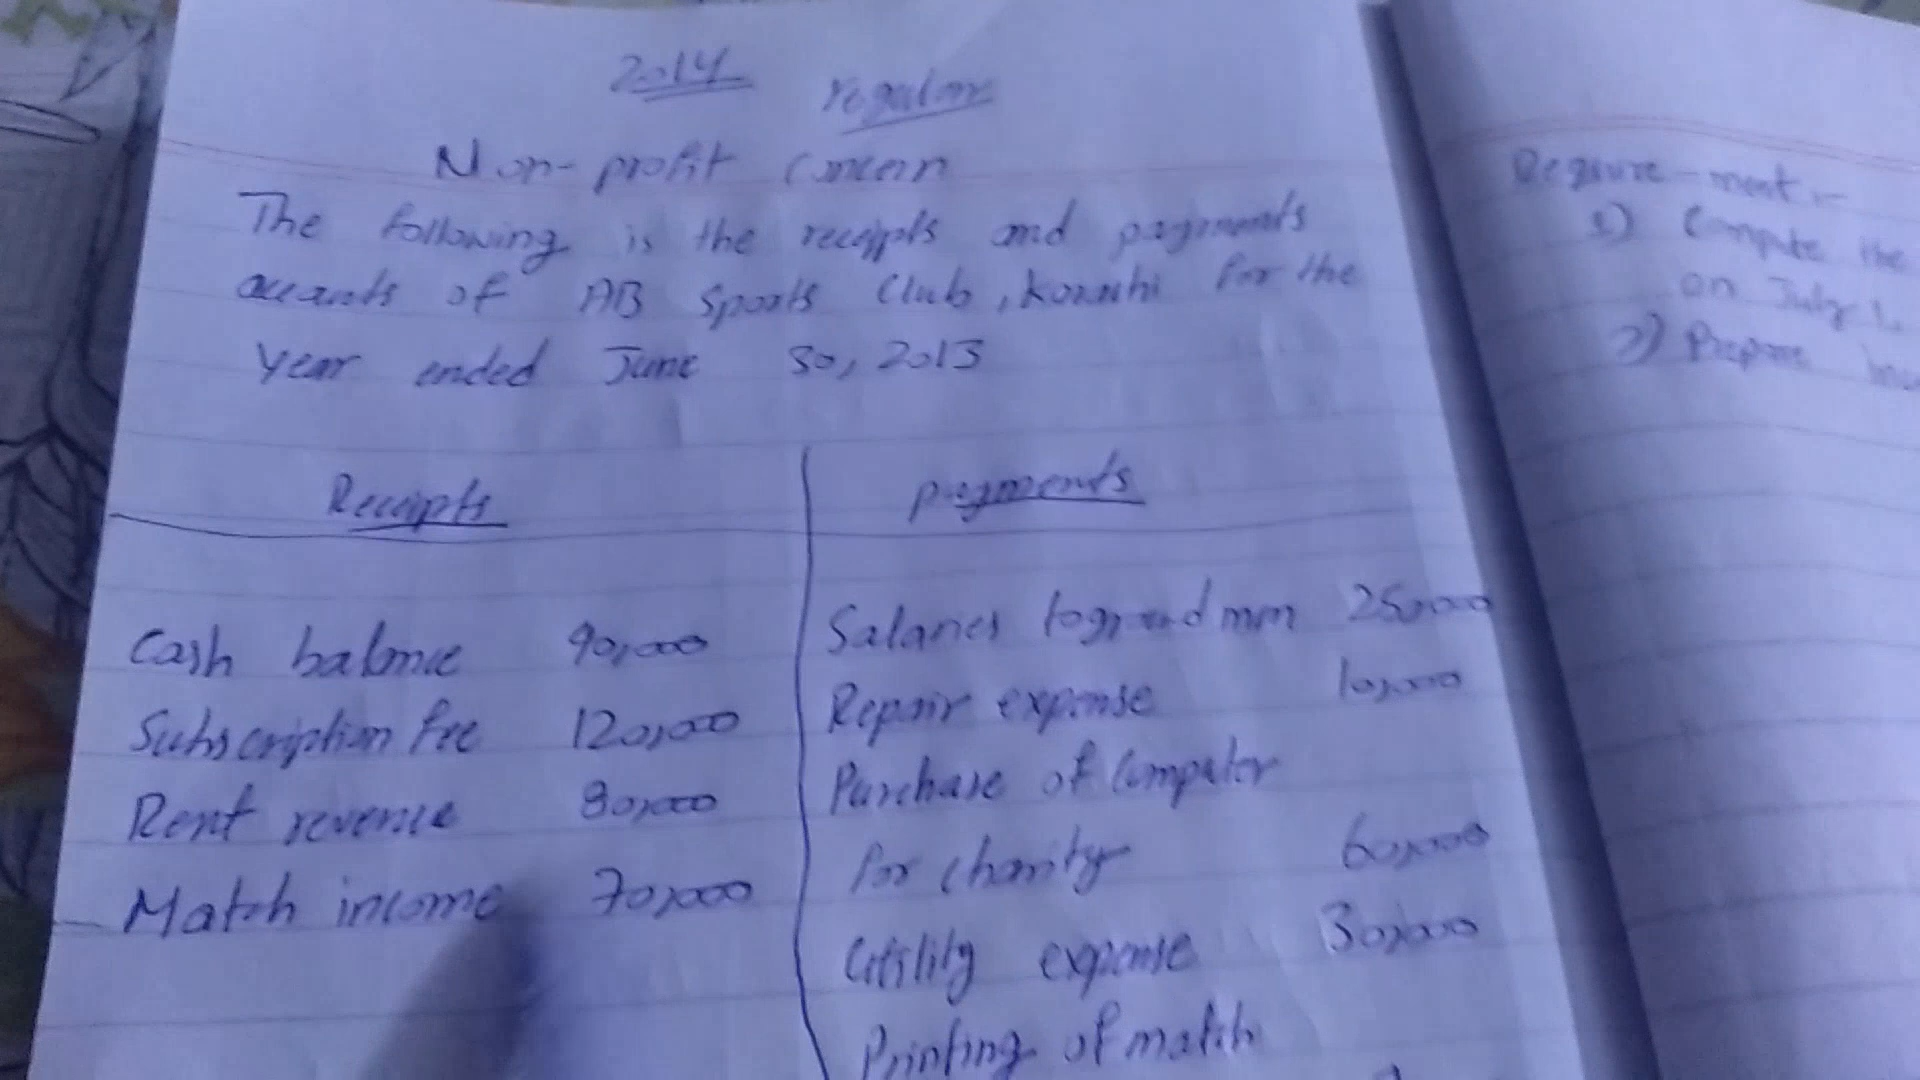 2014 regular
Non-profit Concern
The following is the receipts and payments
accounts of AB Sports Club, Karachi for the
year ended June 30, 2013
Receipts
Cash balance 90,000
Subscription fee 120,000
Rent revenue 80,000
Match income 70,000
payments
Salaries to ground men 25,000
Repair expense 10,000
Purchase of Computer
for charity 60,000
Utility expense 30,000
Printing of match
Require-ment:-
1) Compute the
on July 1,
2) Prepare